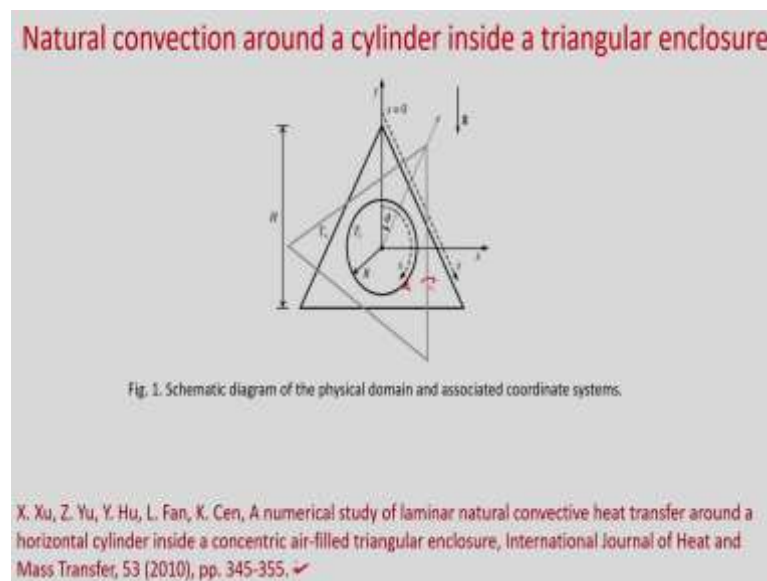 Natural convection around a cylinder inside a triangular enclosure
Y
s=0
g
H
R
x
Fig. 1. Schematic diagram of the physical domain and associated coordinate systems.
X. Xu, Z. Yu, Y. Hu, L. Fan, K. Cen, A numerical study of laminar natural convective heat transfer around a
horizontal cylinder inside a concentric air-filled triangular enclosure, International Journal of Heat and
Mass Transfer, 53 (2010), pp. 345-355.